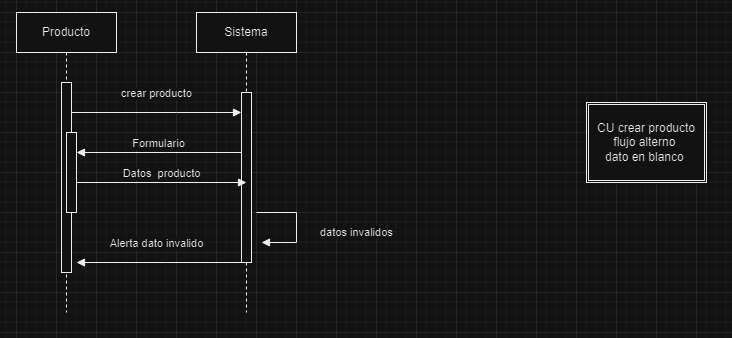 Producto
Sistema
crear producto
CU crear producto
flujo alterno
dato en blanco
Formulario
Datos producto
datos invalidos
Alerta dato invalido